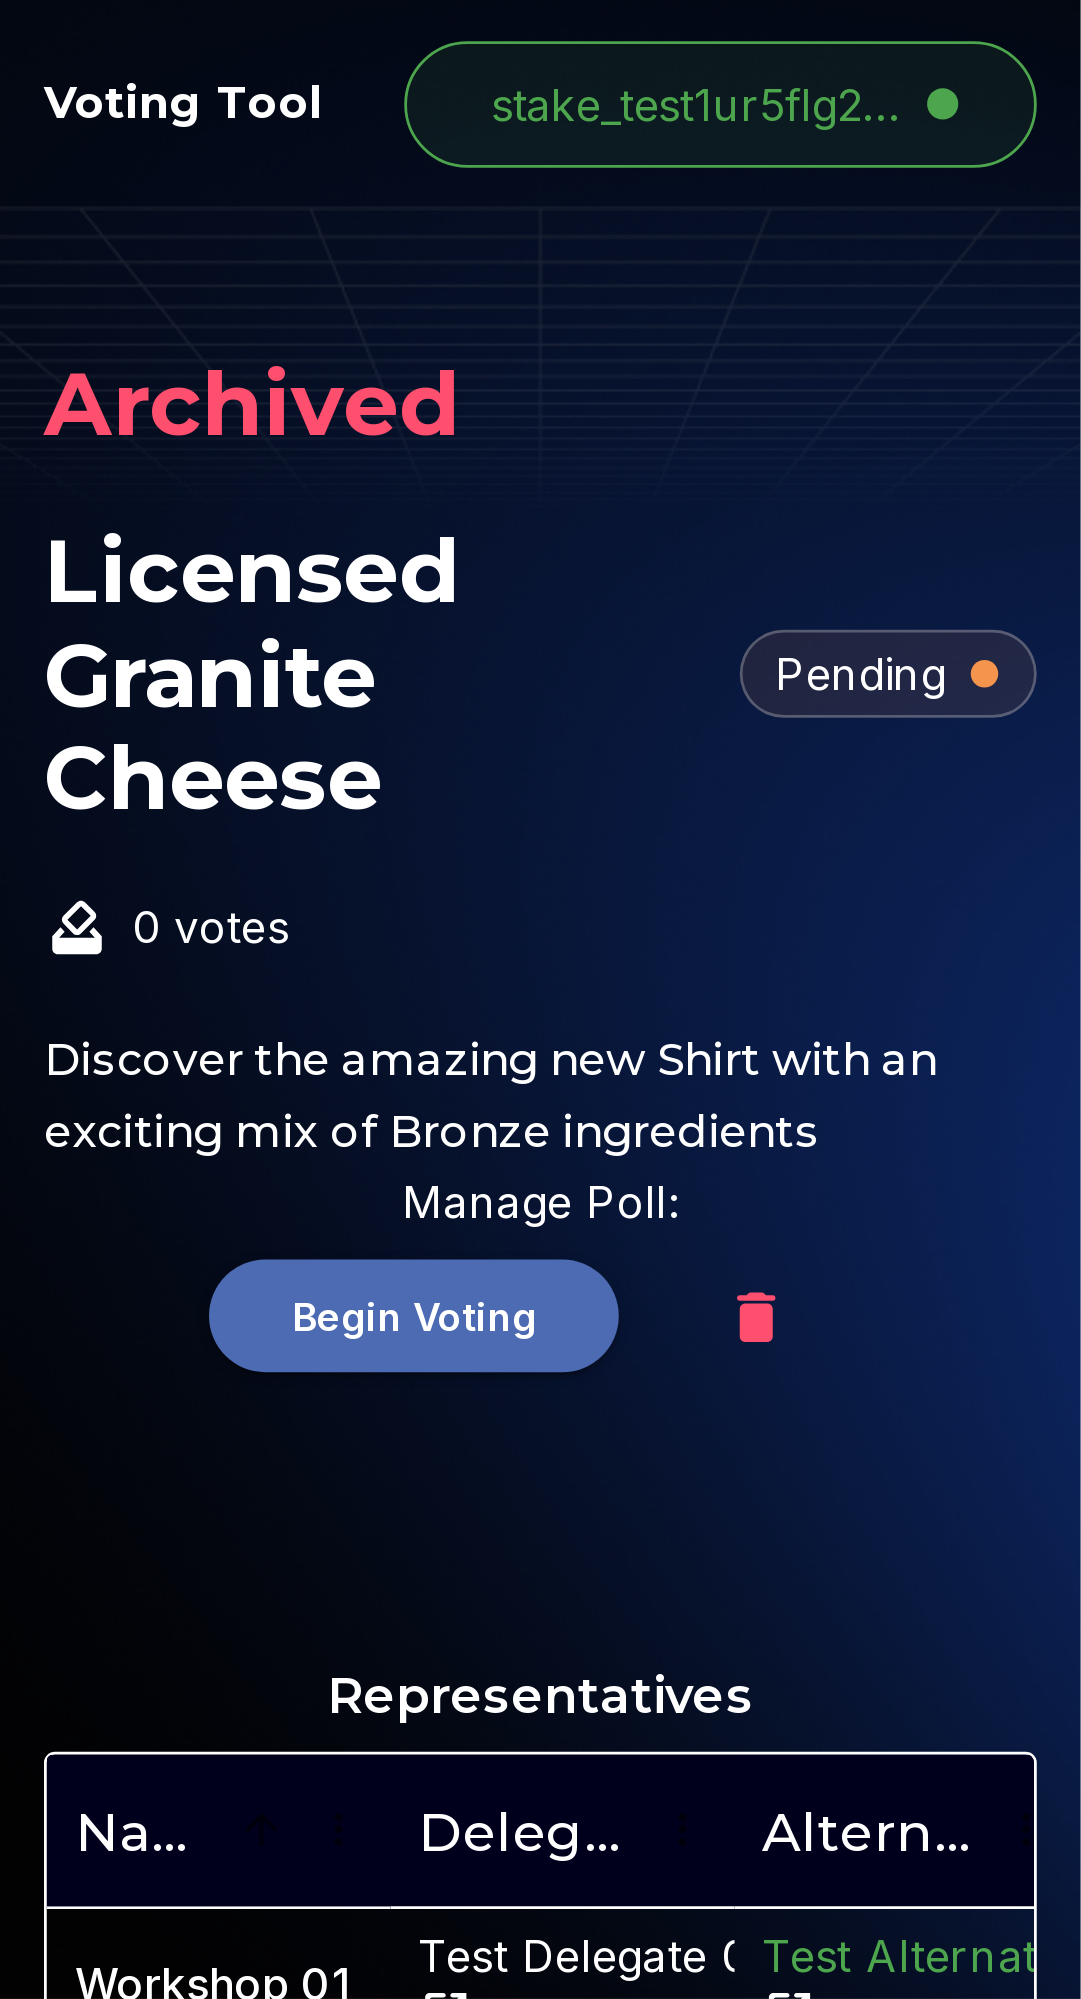 Voting Tool
stake_test1ur5flg2...
Archived
Licensed
Granite
Cheese
Pending
0 votes
Discover the amazing new Shirt with an
exciting mix of Bronze ingredients
Manage Poll:
Begin Voting
Representatives
Na... Deleg... Altern...
Workshop 01 Test Delegate Test Alternat